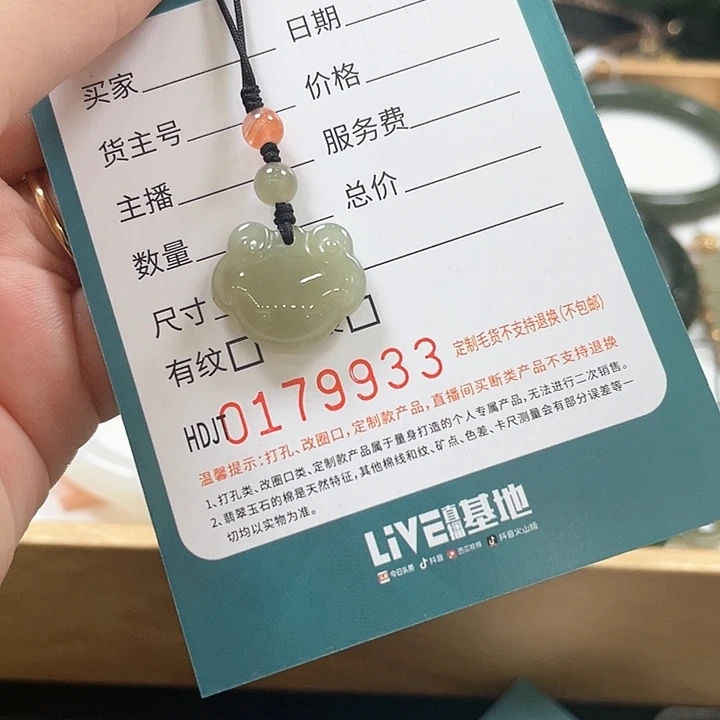 日期
买家
价格
货主号
服务费
主播
总价
数量
尺寸
有纹
HDJT0179933
定制毛货不支持退换(不包邮)
温馨提示:打孔、改圈口,定制款产品,直播间买断类产品不支持退换
1、打孔类、改圈口类、定制款产品属于量身打造的个人专属产品,无法进行二次销售。
2、翡翠玉石的棉是天然特征,其他棉线和纹、矿点、色差、卡尺测量会有部分误差等一
切均以实物为准。
LiVE直播基地
今日头条 抖音 西瓜视频 抖音火山版